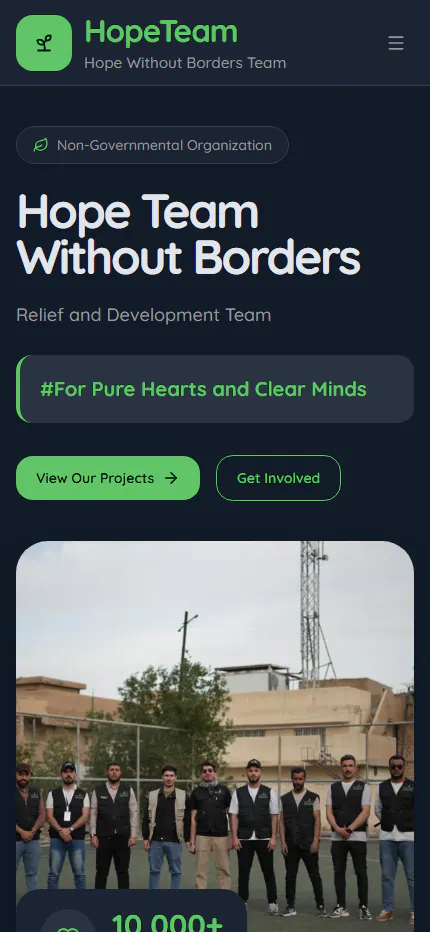 HopeTeam
Hope Without Borders Team
Non-Governmental Organization
Hope Team
Without Borders
Relief and Development Team
#For Pure Hearts and Clear Minds
View Our Projects
Get Involved
10,000+